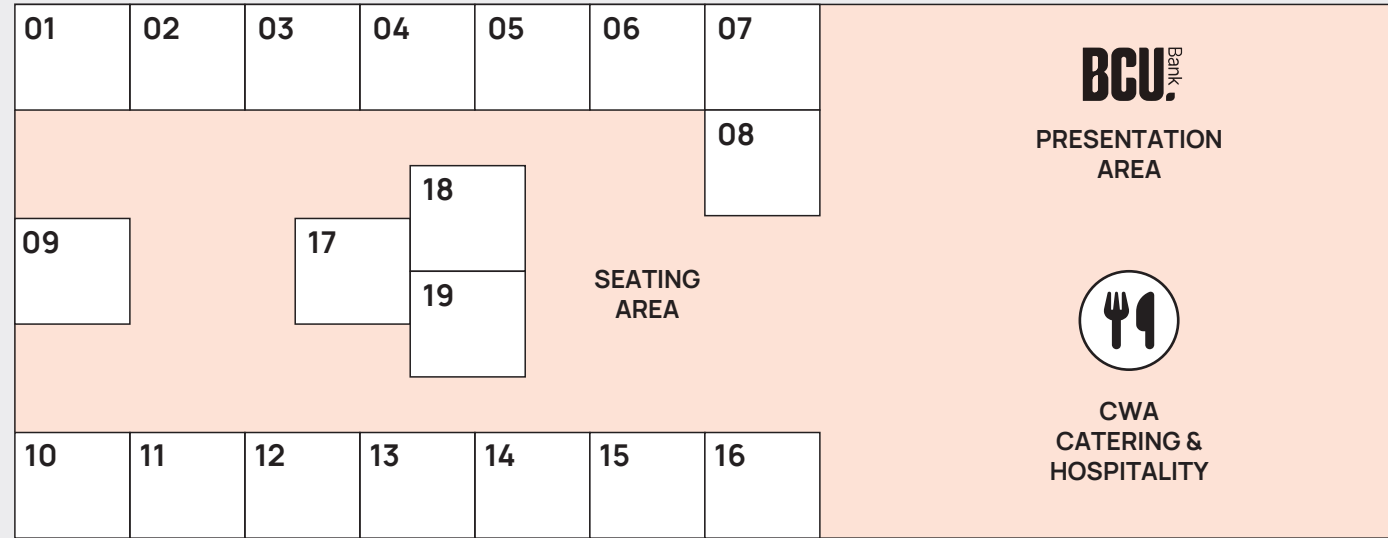 01
02
03
04
05
06
07
BCU Bank
08
PRESENTATION
AREA
18
09
17
SEATING
AREA
19
CWA
CATERING &
HOSPITALITY
10
11
12
13
14
15
16